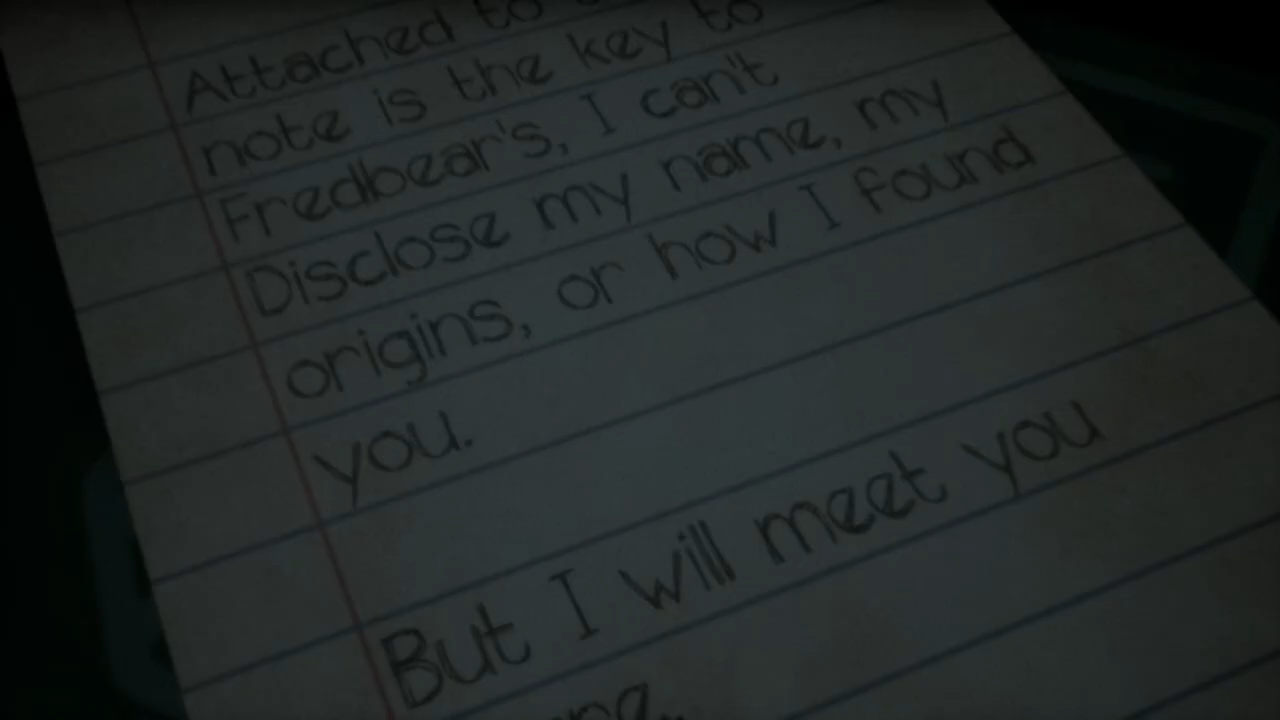 Attached to
note is the key to
Fredbear's, I can't
Disclose my name, my
origins, or how I found
you.
But I will meet you